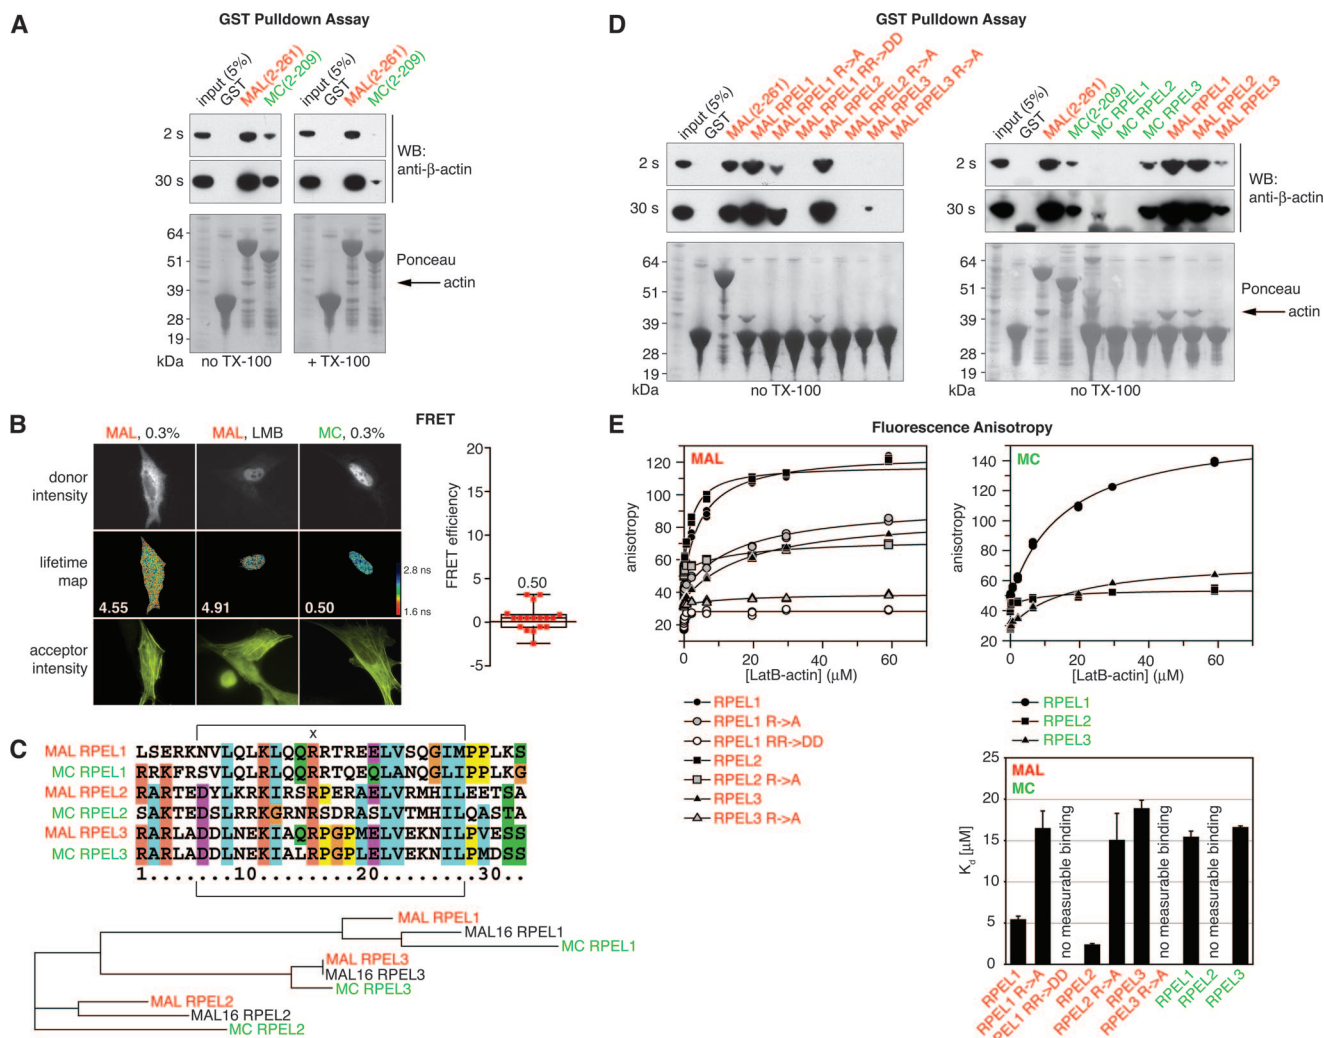 A
GST Pulldown Assay
input (5%)
GST
MAL(2-261)
MC(2-209)
input (5%)
GST
MAL(2-261)
MC(2-209)
2 s
30 s
WB:
anti-β-actin
64
51
39
28
19
kDa
Ponceau
actin
no TX-100
+ TX-100
D
GST Pulldown Assay
input (5%)
GST
MAL(2-261)
MAL RPEL1
MAL RPEL1 R->A
MAL RPEL1 RR->DD
MAL RPEL2
MAL RPEL2 R->A
MAL RPEL3
MAL RPEL3 R->A
input (5%)
GST
MAL(2-261)
MC(2-209)
MC RPEL1
MC RPEL2
MC RPEL3
MAL RPEL1
MAL RPEL2
MAL RPEL3
2 s
30 s
2 s
30 s
WB:
anti-β-actin
64
51
39
28
19
kDa
no TX-100
64
51
39
28
19
kDa
no TX-100
Ponceau
actin
B
FRET
MAL, 0.3%
MAL, LMB
MC, 0.3%
donor
intensity
lifetime
map
acceptor
intensity
4.55
4.91
0.50
2.8 ns
1.6 ns
FRET efficiency
20
15
10
5
0
-5
0.50
C
x
MAL RPEL1 LSERKNVLQLKLQQRRTREELVSQGIMPPLKS
MC RPEL1 RRKFRSVLQLRLQQRRTQEQLANQGLIPPLKG
MAL RPEL2 RARTEDYLKRKIRSRPERAELVRMHILEETSA
MC RPEL2 SAKTEDSLRRKGRNRSDRASLVTMHILQASTA
MAL RPEL3 RARLADDLNEKIAQRPGPMELVEKNILPVESS
MC RPEL3 RARLADDLNEKIALRPGPLELVEKNILPMDSS
1.......10........20........30..
MAL RPEL1
MAL16 RPEL1
MC RPEL1
MAL RPEL3
MAL16 RPEL3
MC RPEL3
MAL RPEL2
MAL16 RPEL2
MC RPEL2
E
Fluorescence Anisotropy
MAL
anisotropy
120
100
80
60
40
20
0
20
40
60
[LatB-actin] (μM)
RPEL1
RPEL1 R->A
RPEL1 RR->DD
RPEL2
RPEL2 R->A
RPEL3
RPEL3 R->A
MC
anisotropy
140
120
100
80
60
40
20
0
20
40
60
[LatB-actin] (μM)
RPEL1
RPEL2
RPEL3
MAL
MC
Kd [μM]
25
20
15
10
5
0
no measurable binding
no measurable binding
no measurable binding
RPEL1
RPEL1 R->A
PEL1 RR->DD
RPEL2
RPEL2 R->A
RPEL3
RPEL3 R->A
RPEL1
RPEL2
RPEL3